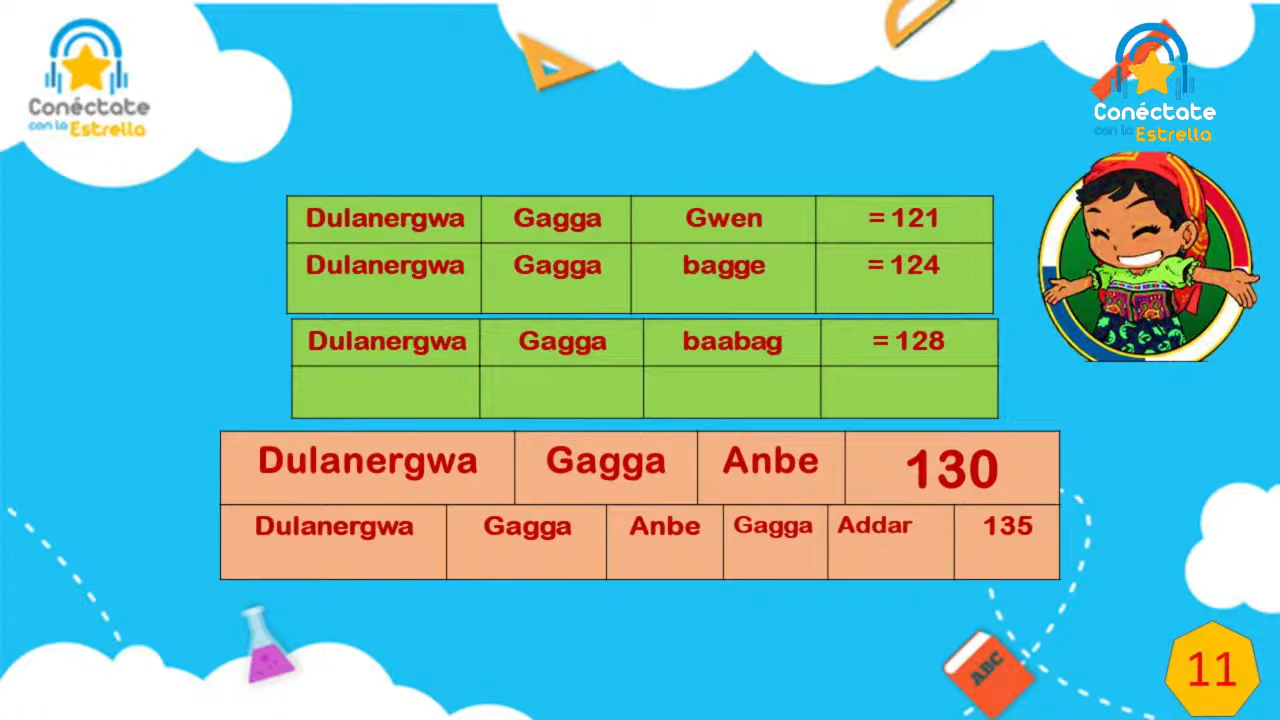 Conéctate
con la Estrella
Conéctate
con la Estrella
Dulanergwa Gagga Gwen = 121
Dulanergwa Gagga bagge = 124
Dulanergwa Gagga baabag = 128
Dulanergwa Gagga Anbe 130
Dulanergwa Gagga Anbe Gagga Addar 135
ABC
11